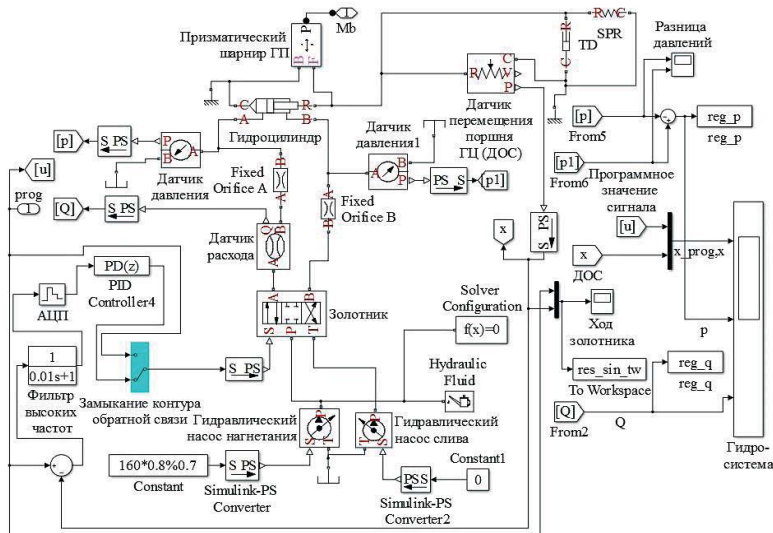 Призматический
шарнир ГП
B
F
P
Mb
R
C
SPR
R
TD
C
Разница
давлений
C
R
A
B
Гидроцилиндр
R
C
V
P
Датчик
перемещения
поршня
ГЦ (ДОС)
[p]
From5
reg_p
reg_p
[p]
S PS
P
B
A
Датчик
давления
Датчик
давления1
A
B
P
PS S
[p1]
[p1]
From6
Программное
значение
сигнала
[u]
prog
[Q]
S PS
Fixed
Orifice A
B
A
Fixed
Orifice B
A
B
Датчик
расхода
Q
B
A
x
S PS
[u]
x
ДОС
x_prog,x
PD(z)
PID
Controller4
АЦП
A
B
S
P
T
Золотник
Solver
Configuration
f(x)=0
Ход
золотника
p
res_sin_tw
To Workspace
reg_q
reg_q
1
0.01s+1
Фильтр
высоких
частот
Замыкание контура
обратной связи
S PS
Hydraulic
Fluid
[Q]
From2
Q
Гидро-
система
Гидравлический
насос нагнетания
S
P
T
Гидравлический
насос слива
P
T
S
160*0.8%0.7
Constant
S PS
Simulink-PS
Converter
PSS
Simulink-PS
Converter2
Constant1
0